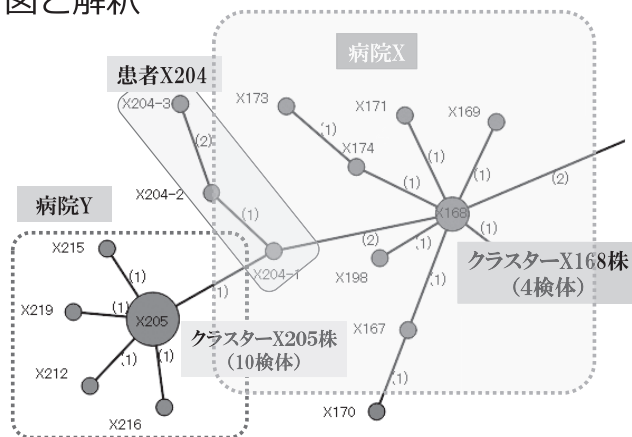 図と解釈
病院X
患者X204
X204-3
X173
X171
X169
(1)
(2)
X174
(1)
(1)
(1)
(2)
X204-2
(1)
X168
病院Y
(1)
(2)
(1)
X215
X204-1
X198
クラスターX168株
(4検体)
(1)
(1)
(1)
X219
(1)
X205
クラスターX205株
(10検体)
X167
(1)
(1)
X212
(1)
X216
X170